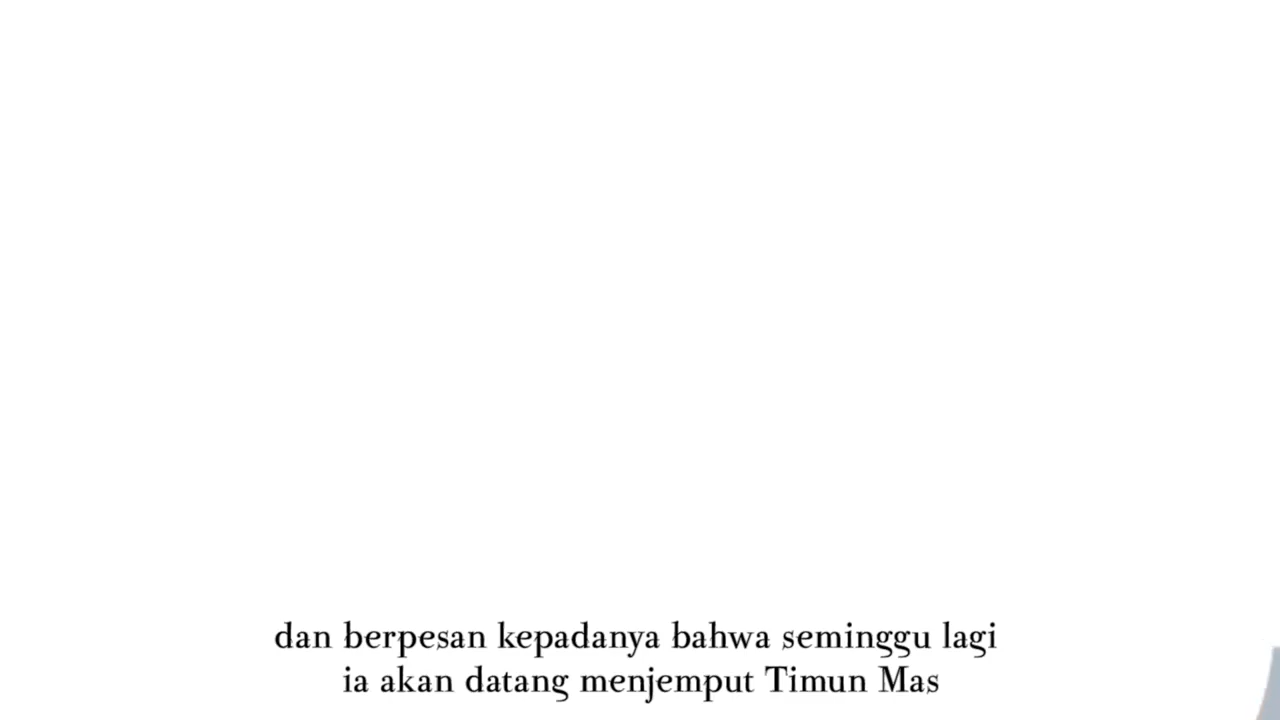 dan berpesan kepadanya bahwa seminggu lagi
ia akan datang menjemput Timun Mas